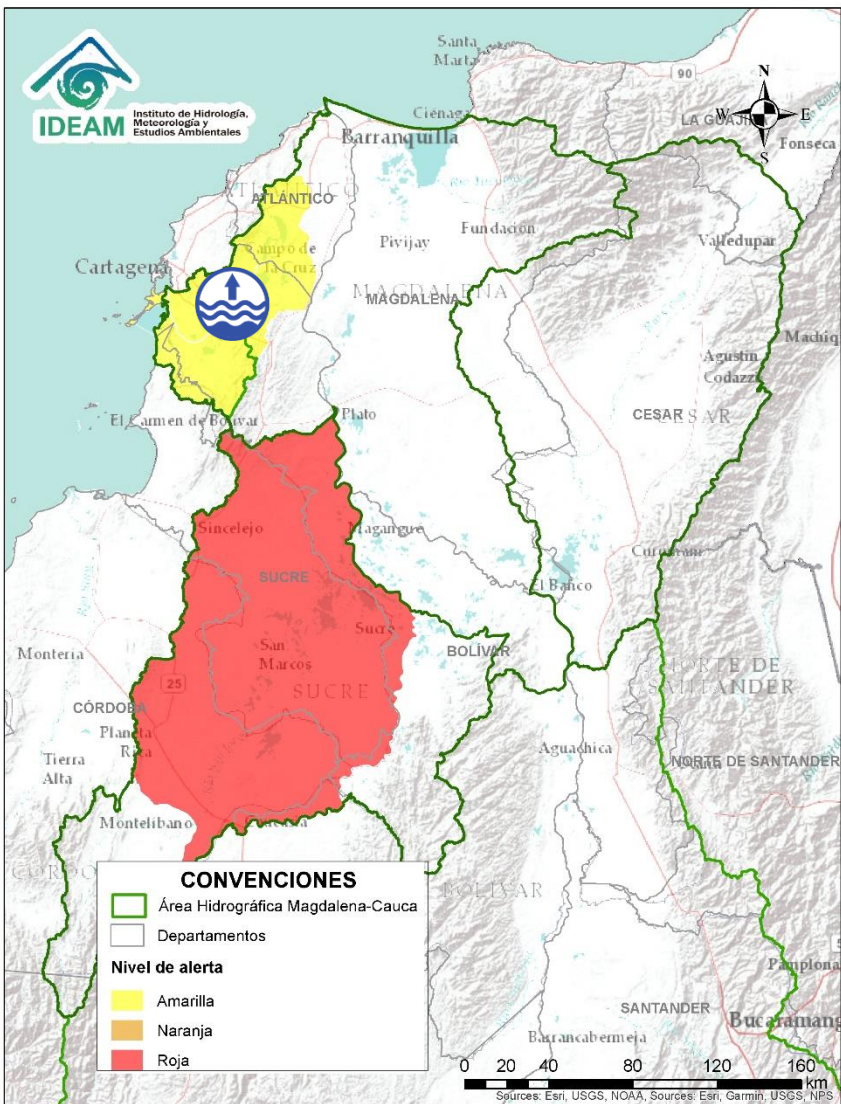 IDEAM
Instituto de Hidrología,
Meteorología y
Estudios Ambientales
Santa
Marta
90
N
W
E
S
LA GUAJIRA
Ciénaga
Barranquilla
Fonseca
ATLÁNTICO
ATLÁNTICO
Fundación
Valledupar
Pivijay
Campo de
la Cruz
Cartagena
MAGDALENA
MAGDALENA
Agustín
Codazzi
CESAR
CESAR
El Carmen de Bolívar
Plato
Sincelejo
Magangué
Curumaní
SUCRE
El Banco
Sucre
BOLÍVAR
San
Marcos
Montería
NORTE DE
SANTANDER
25
SUCRE
CÓRDOBA
Planeta
Rica
Aguachica
NORTE DE SANTANDER
Tierra
Alta
Montelíbano
BOLÍVAR
CONVENCIONES
Área Hidrográfica Magdalena-Cauca
Departamentos
Nivel de alerta
Amarilla
Naranja
Roja
Pamplona
SANTANDER
Bucaramang
Barrancabermeja
0 20 40 80 120 160
km
Sources: Esri, USGS, NOAA, Sources: Esri, Garmin, USGS, NPS